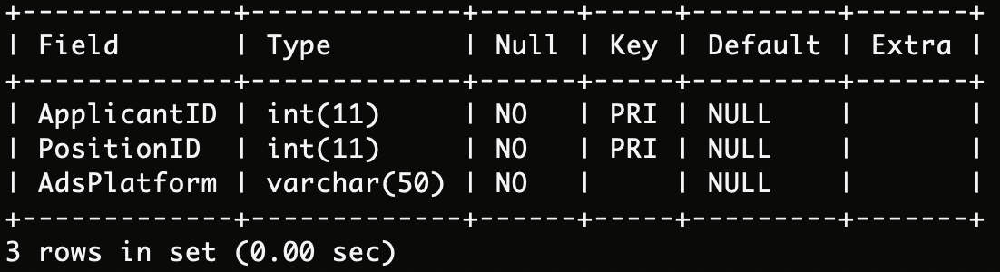 +-------------+-------------+------+-----+---------+-------+
| Field       | Type        | Null | Key | Default | Extra |
+-------------+-------------+------+-----+---------+-------+
| ApplicantID | int(11)     | NO   | PRI | NULL    |       |
| PositionID  | int(11)     | NO   | PRI | NULL    |       |
| AdsPlatform | varchar(50) | NO   |     | NULL    |       |
+-------------+-------------+------+-----+---------+-------+
3 rows in set (0.00 sec)